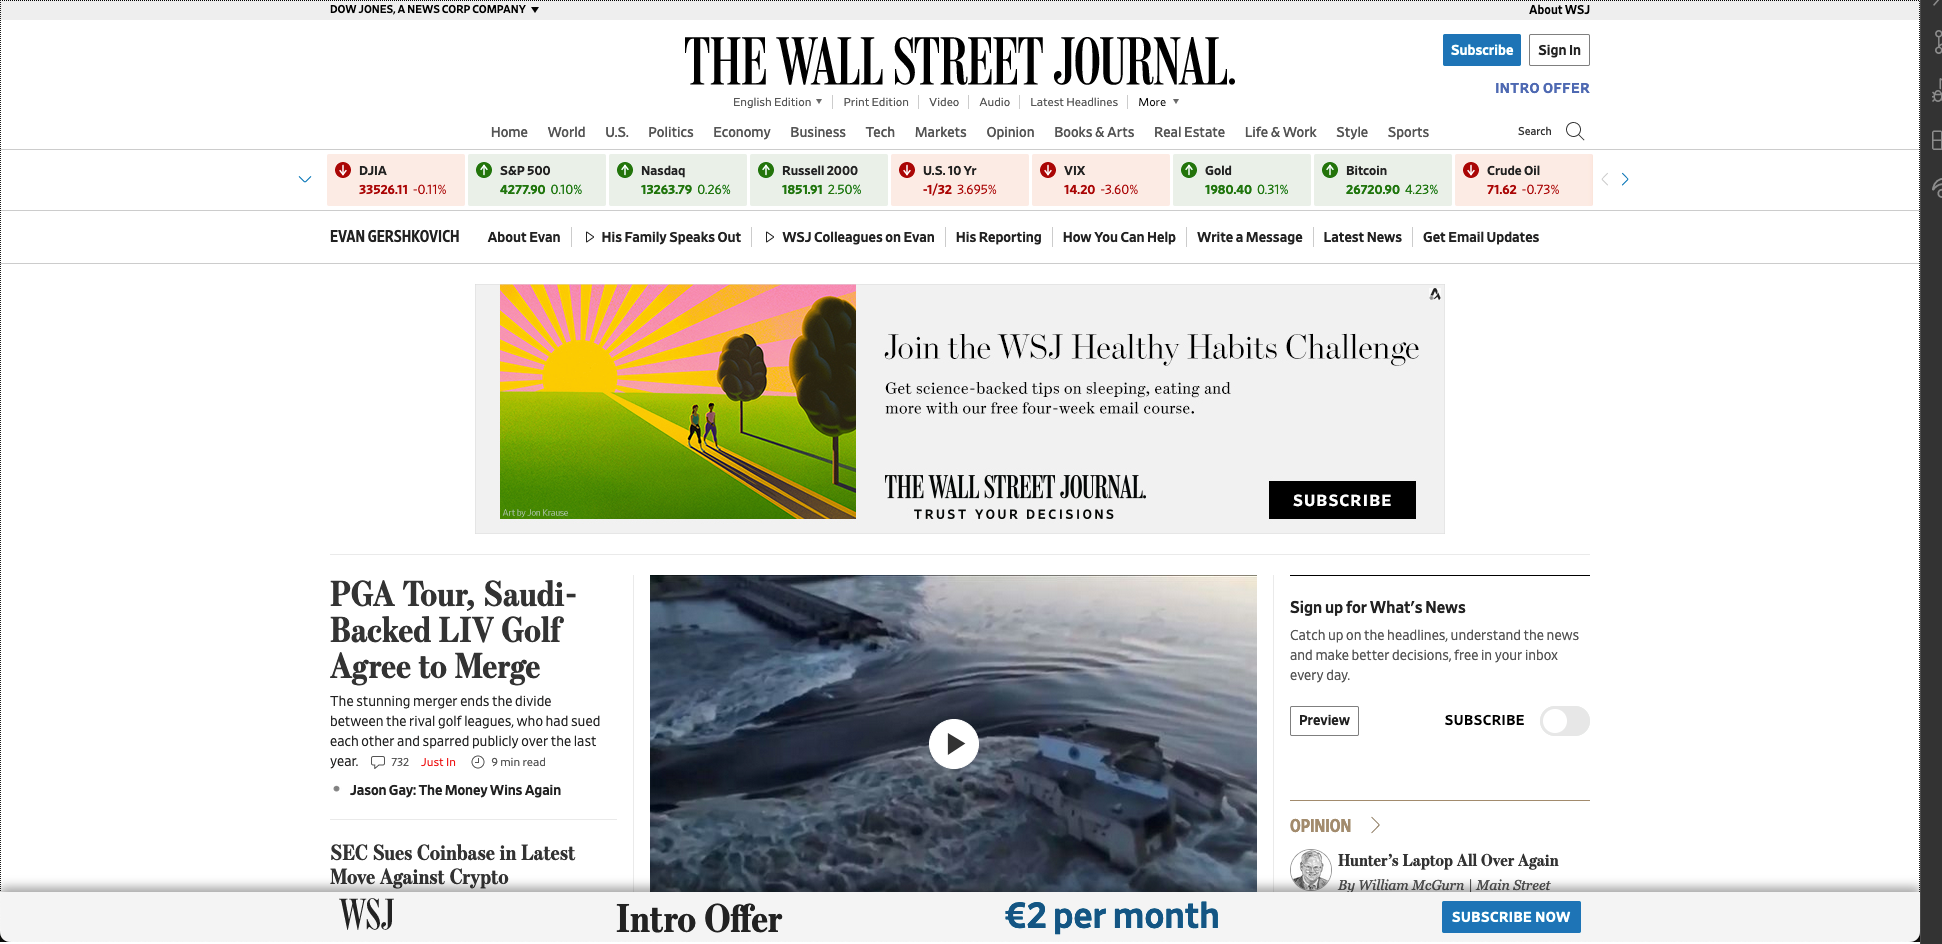 DOW JONES, A NEWS CORP COMPANY
About WSJ
THE WALL STREET JOURNAL.
Subscribe
Sign In
INTRO OFFER
English Edition
Print Edition
Video
Audio
Latest Headlines
More
Home
World
U.S.
Politics
Economy
Business
Tech
Markets
Opinion
Books & Arts
Real Estate
Life & Work
Style
Sports
Search
DJIA
33526.11 -0.11%
S&P 500
4277.90 0.10%
Nasdaq
13263.79 0.26%
Russell 2000
1851.91 2.50%
U.S. 10 Yr
-1/32 3.695%
VIX
14.20 -3.60%
Gold
1980.40 0.31%
Bitcoin
26720.90 4.23%
Crude Oil
71.62 -0.73%
EVAN GERSHKOVICH
About Evan
His Family Speaks Out
WSJ Colleagues on Evan
His Reporting
How You Can Help
Write a Message
Latest News
Get Email Updates
Join the WSJ Healthy Habits Challenge
Get science-backed tips on sleeping, eating and
more with our free four-week email course.
THE WALL STREET JOURNAL.
TRUST YOUR DECISIONS
SUBSCRIBE
Art by Jon Krause
PGA Tour, Saudi-
Backed LIV Golf
Agree to Merge
The stunning merger ends the divide
between the rival golf leagues, who had sued
each other and sparred publicly over the last
year. 732 Just In 9 min read
Jason Gay: The Money Wins Again
SEC Sues Coinbase in Latest
Move Against Crypto
Sign up for What's News
Catch up on the headlines, understand the news
and make better decisions, free in your inbox
every day.
Preview
SUBSCRIBE
OPINION
Hunter's Laptop All Over Again
By William McGurn | Main Street
WSJ
Intro Offer
€2 per month
SUBSCRIBE NOW